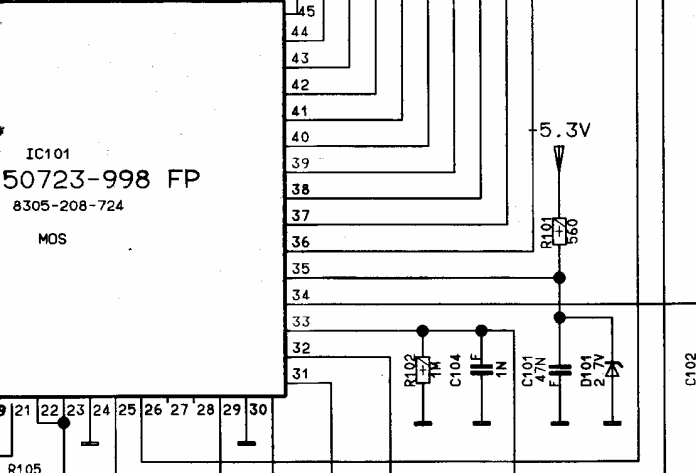 45
44
43
42
41
40
39
38
37
36
35
34
33
32
31
IC101
50723-998 FP
8305-208-724
MOS
-5.3V
R101
560
R102
1M
C104
F
1N
C101
47N
F
D101
2.7V
C102
21 22 23 24 25 26 27 28 29 30
R105